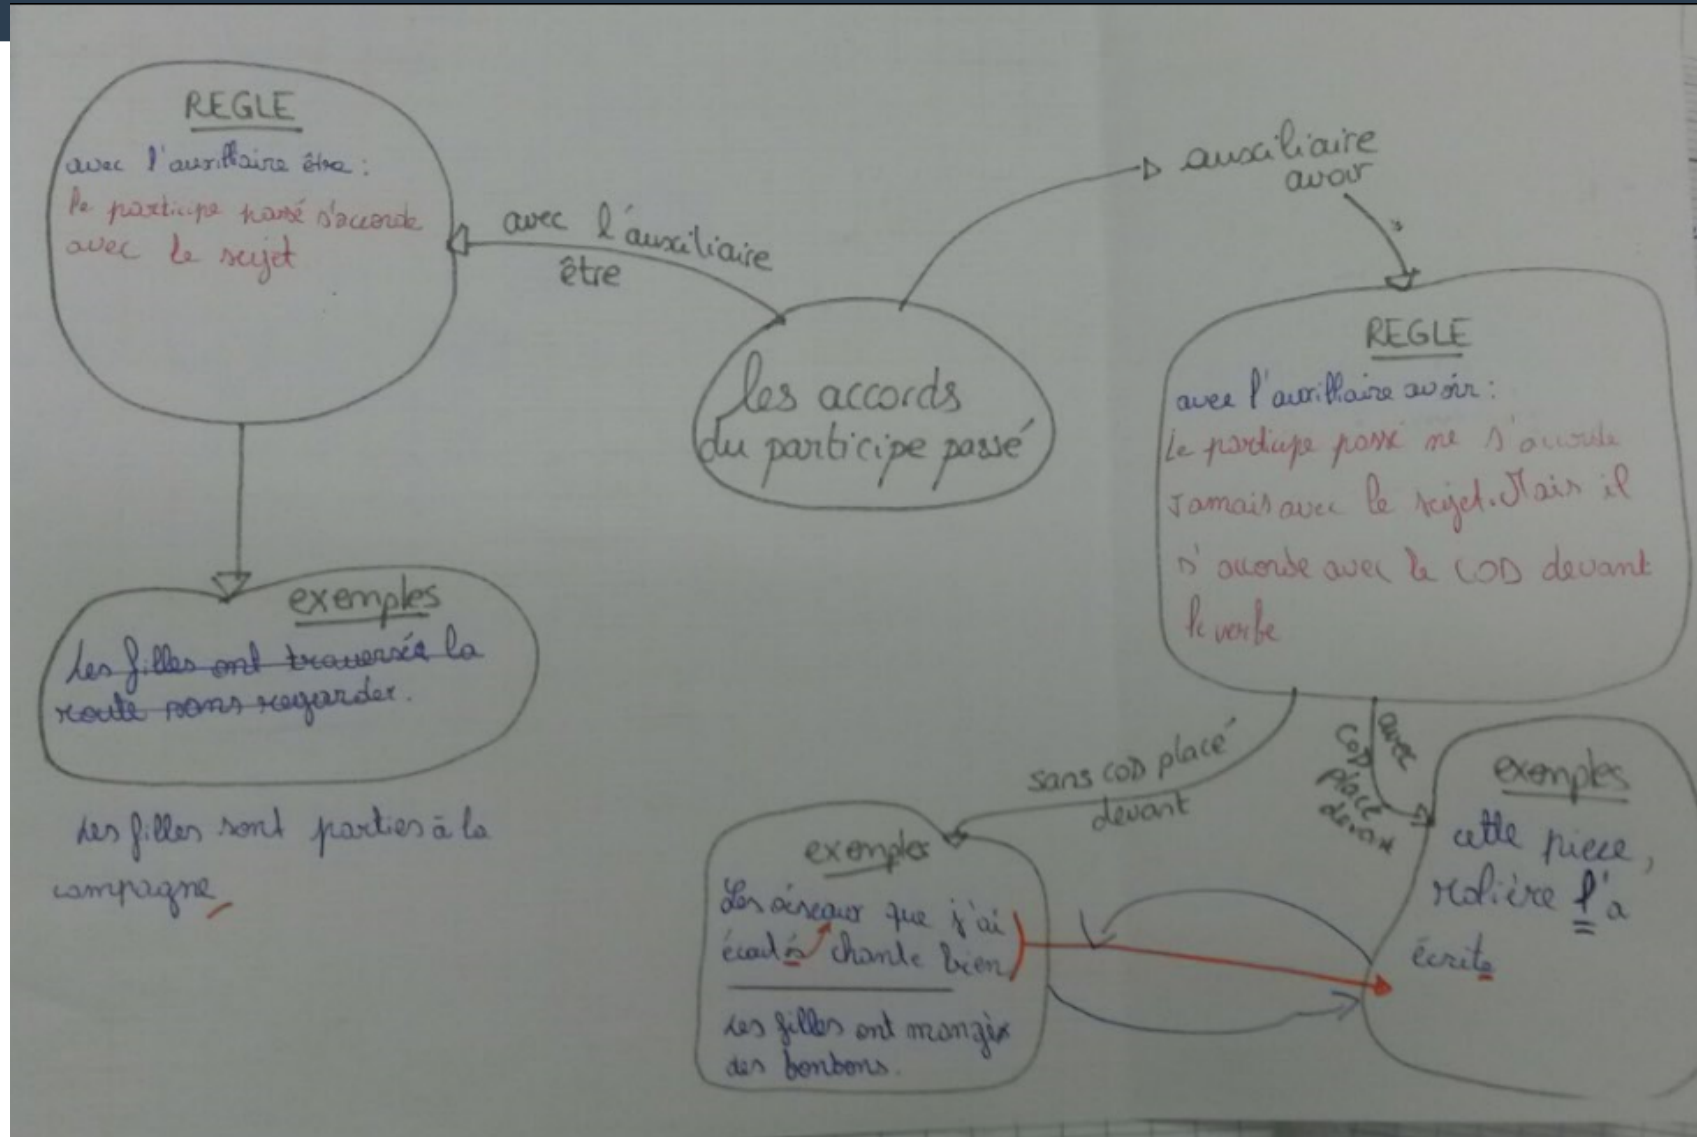 REGLE
avec l'auxilliaire être :
le participe passé s'accorde
avec le sujet
avec l'auxiliaire
être
auxiliaire
avoir
les accords
du participe passé
REGLE
avec l'auxilliaire avoir :
Le participe passé ne s'accorde
Jamais avec le sujet. Mais il
s'accorde avec le COD devant
le verbe
exemples
Les filles ont traversée la
route sans regarder.
Les filles sont parties à la
campagne
sans COD placé
devant
avec
COD
placé
devant
exemples
Les oiseaux que j'ai
écoutés chante bien
Les filles ont mangé
des bonbons.
exemples
cette piece,
Molière l'a
écrite